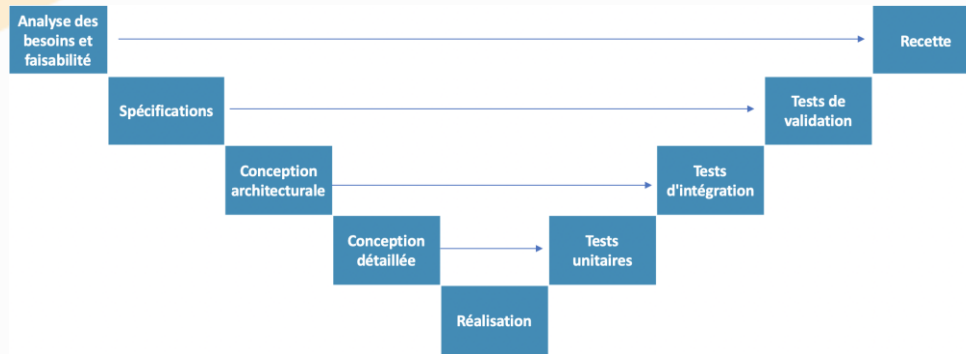 Analyse des
besoins et
faisabilité
Recette
Spécifications
Tests de
validation
Conception
architecturale
Tests
d'intégration
Conception
détaillée
Tests
unitaires
Réalisation